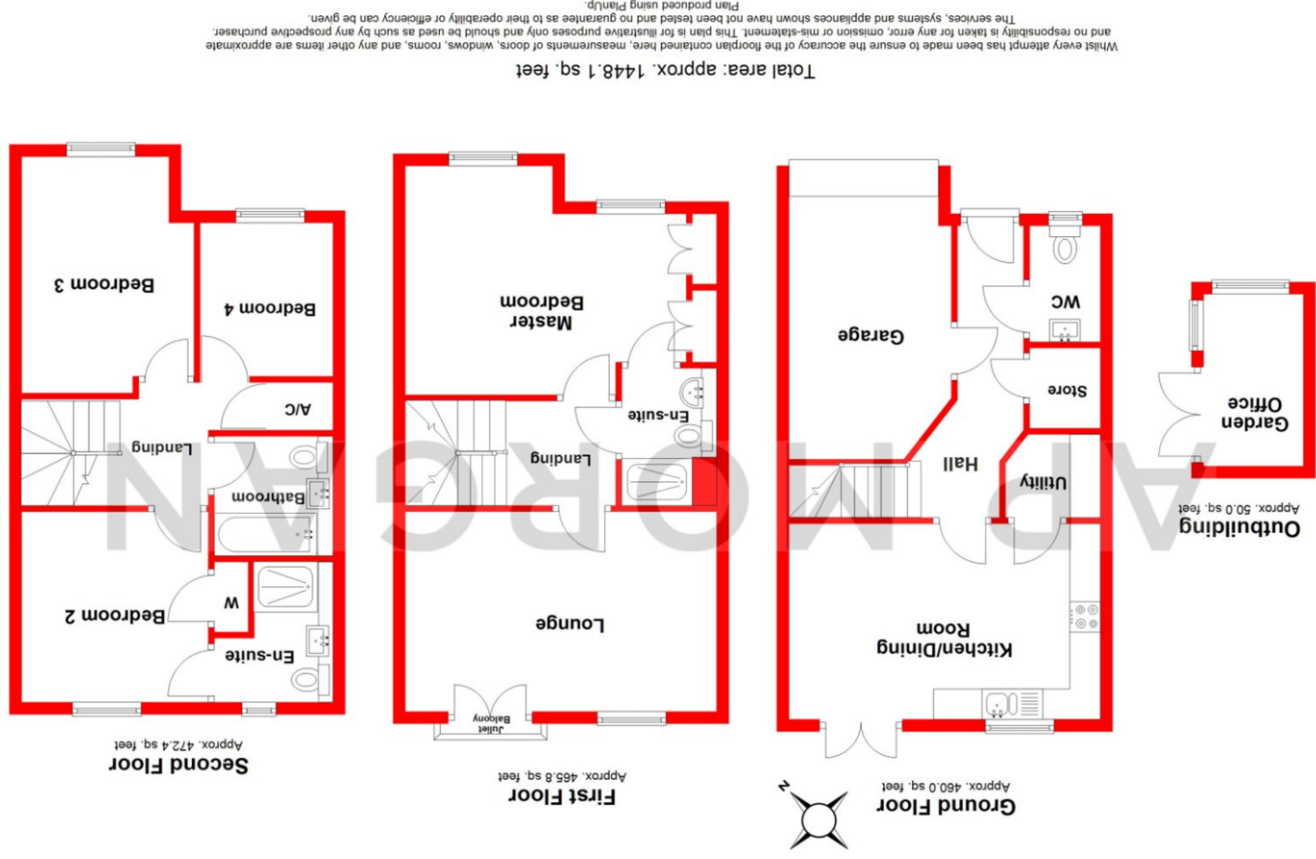 Ground Floor
Approx. 460.0 sq. feet
Kitchen/Dining
Room
Utility
Hall
Store
WC
Garage
First Floor
Approx. 465.8 sq. feet
Juliet
Balcony
Lounge
Landing
En-suite
Master
Bedroom
Second Floor
Approx. 472.4 sq. feet
En-suite
Bedroom 2
W
Bathroom
Landing
A/C
Bedroom 4
Bedroom 3
Outbuilding
Approx. 50.0 sq. feet
Garden
Office
N
AP MORGAN
Total area: approx. 1448.1 sq. feet
Whilst every attempt has been made to ensure the accuracy of the floorplan contained here, measurements of doors, windows, rooms, and any other items are approximate
and no responsibility is taken for any error, omission or mis-statement. This plan is for illustrative purposes only and should be used as such by any prospective purchaser.
The services, systems and appliances shown have not been tested and no guarantee as to their operability or efficiency can be given.
Plan produced using PlanUp.